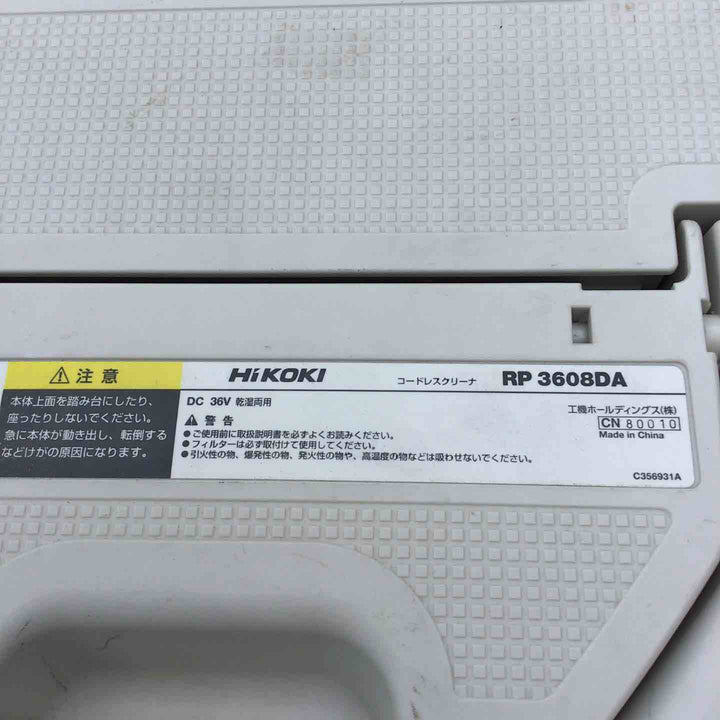 ⚠ 注意
本体上面を踏み台にしたり、
座ったりしないでください。
急に本体が動き出し、転倒する
などけがの原因になります。
HiKOKI コードレスクリーナ RP 3608DA
DC 36V 乾湿両用
⚠ 警告
●ご使用前に取扱説明書を必ずよくお読みください。
●フィルターは必ず取付けて使用してください。
●引火性の物、爆発性の物、発火性の物や、高温度の物などは吸わせないでください。
工機ホールディングス(株)
CN 80010
Made in China
C356931A